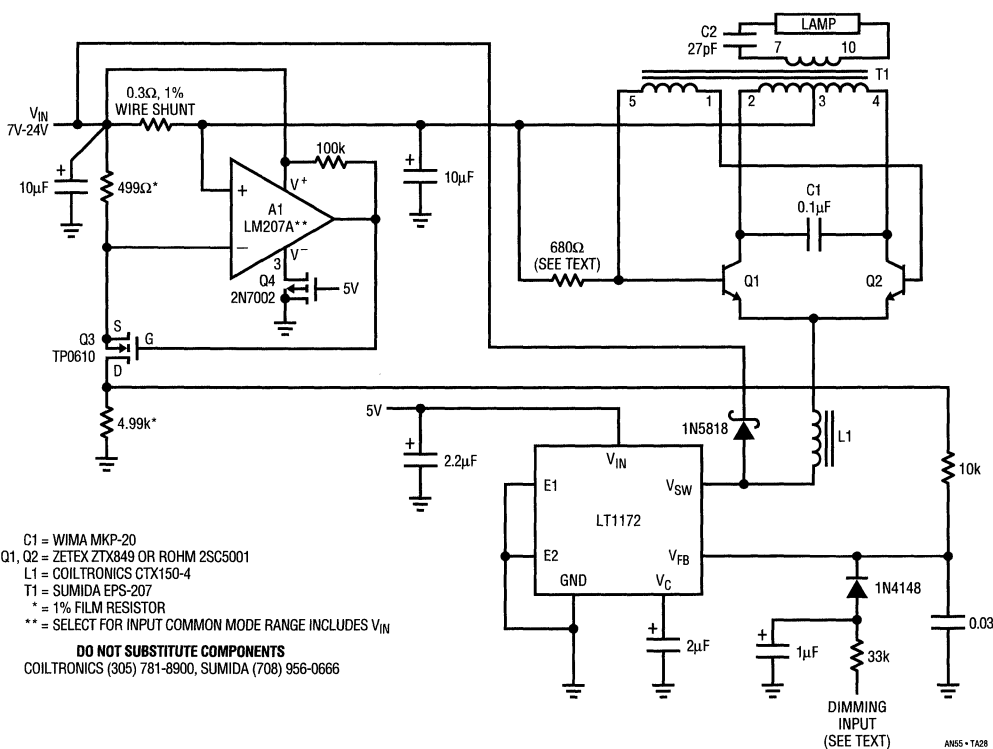 C2
27pF
LAMP
7
10
T1
5
1
2
3
4
0.3Ω, 1%
WIRE SHUNT
VIN
7V-24V
+
10µF
499Ω*
100k
+
V+
A1
LM207A**
–
V–
3
Q4
2N7002
5V
+
10µF
C1
0.1µF
680Ω
(SEE TEXT)
Q1
Q2
Q3
TP0610
S
G
D
4.99k*
5V
+
2.2µF
1N5818
L1
10k
VIN
E1
VSW
LT1172
E2
VFB
GND
VC
+
2µF
1N4148
+
1µF
33k
0.03
DIMMING
INPUT
(SEE TEXT)
C1 = WIMA MKP-20
Q1, Q2 = ZETEX ZTX849 OR ROHM 2SC5001
L1 = COILTRONICS CTX150-4
T1 = SUMIDA EPS-207
* = 1% FILM RESISTOR
** = SELECT FOR INPUT COMMON MODE RANGE INCLUDES VIN
DO NOT SUBSTITUTE COMPONENTS
COILTRONICS (305) 781-8900, SUMIDA (708) 956-0666
AN55 • TA28